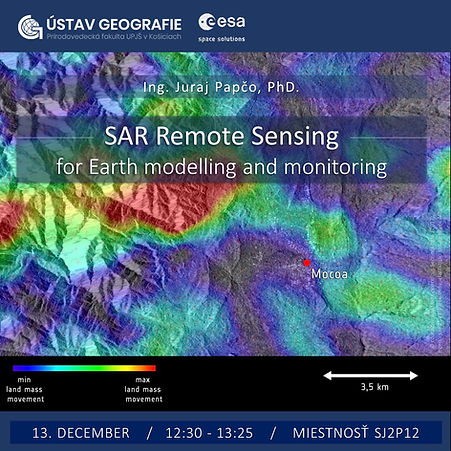 ÚSTAV GEOGRAFIE
Prírodovedecká fakulta UPJŠ v Košiciach
esa
space solutions
Ing. Juraj Papčo, PhD.
SAR Remote Sensing
for Earth modelling and monitoring
Mocoa
min
land mass
movement
max
land mass
movement
3,5 km
13. DECEMBER / 12:30 - 13:25 / MIESTNOSŤ SJ2P12